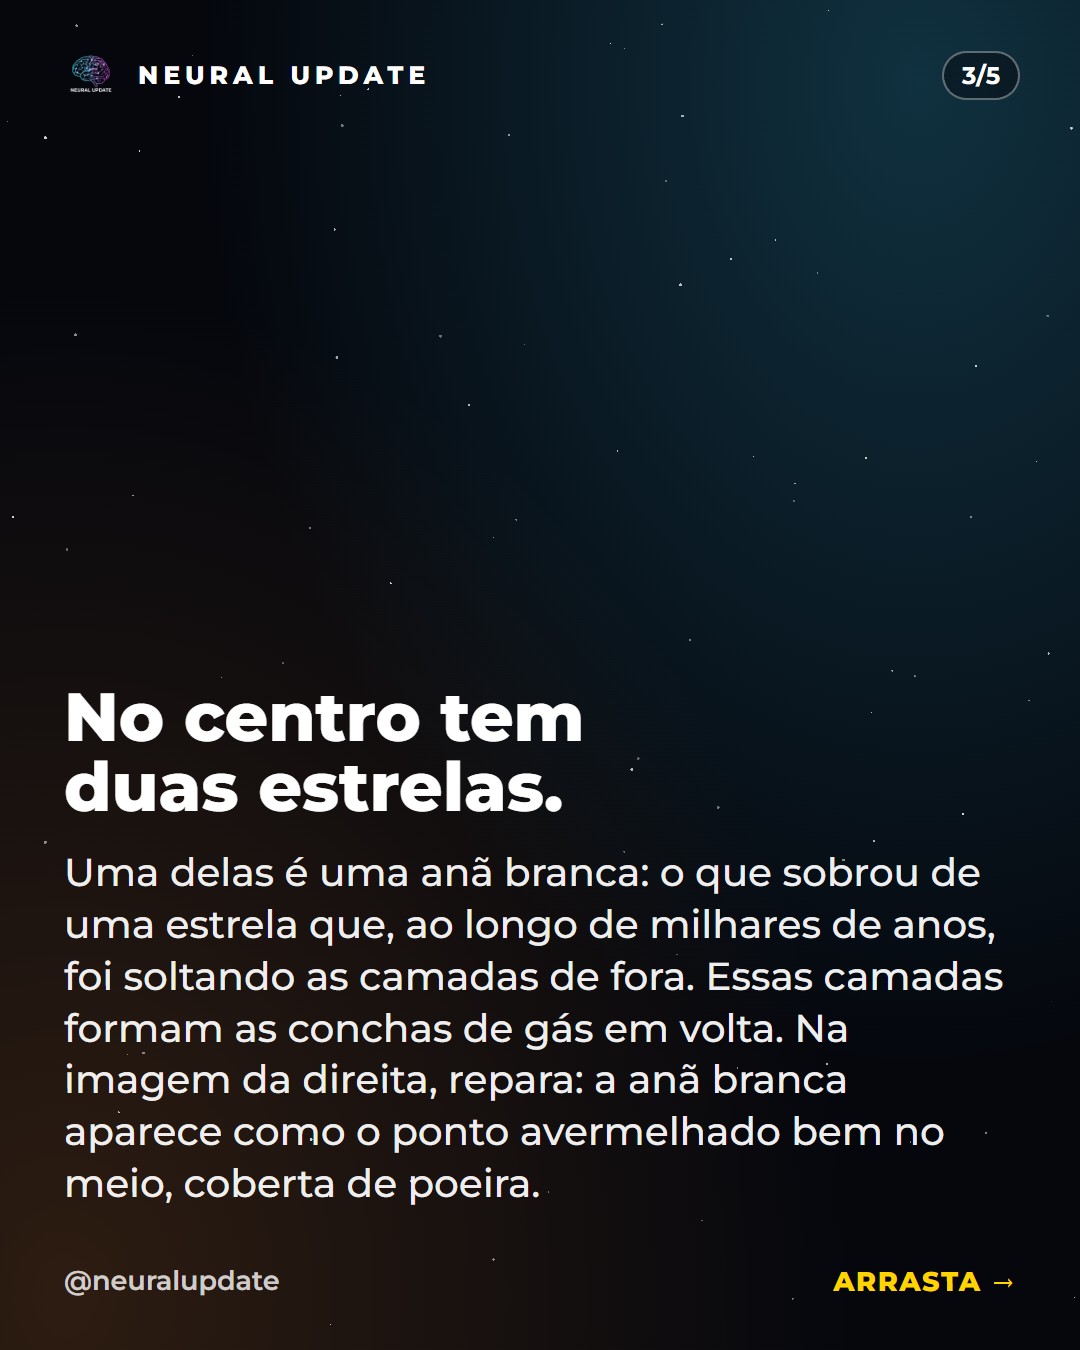 NEURAL UPDATE
NEURAL UPDATE
3/5
No centro tem
duas estrelas.
Uma delas é uma anã branca: o que sobrou de
uma estrela que, ao longo de milhares de anos,
foi soltando as camadas de fora. Essas camadas
formam as conchas de gás em volta. Na
imagem da direita, repara: a anã branca
aparece como o ponto avermelhado bem no
meio, coberta de poeira.
@neuralupdate
ARRASTA →